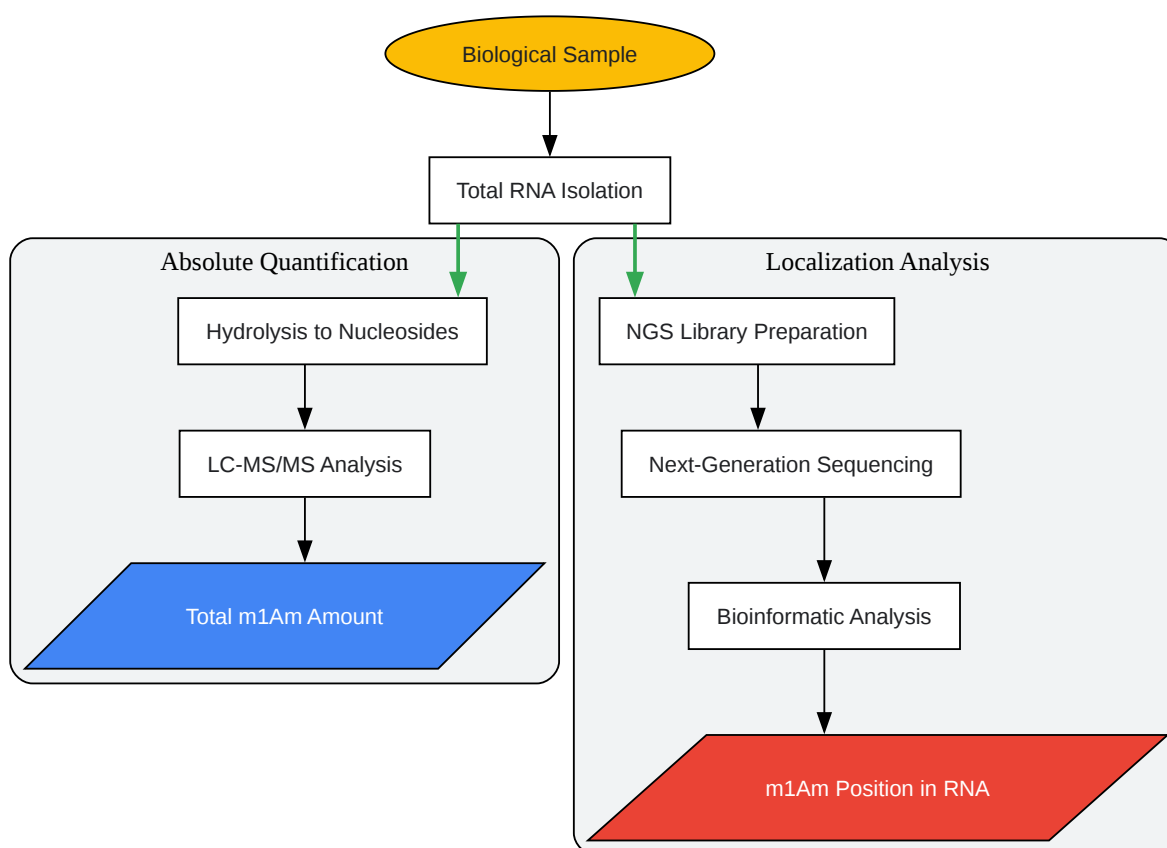 Biological Sample
Total RNA Isolation
Absolute Quantification
Hydrolysis to Nucleosides
LC-MS/MS Analysis
Total m1Am Amount
Localization Analysis
NGS Library Preparation
Next-Generation Sequencing
Bioinformatic Analysis
m1Am Position in RNA